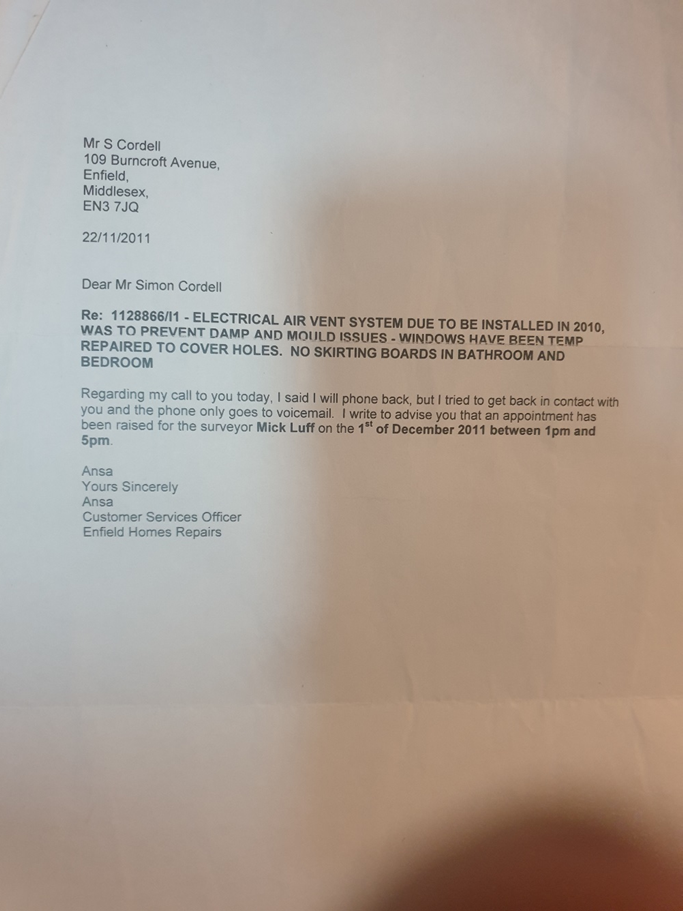 Mr S Cordell
109 Burncroft Avenue,
Enfield,
Middlesex,
EN3 7JQ
22/11/2011
Dear Mr Simon Cordell
Re: 1128866/I1 - ELECTRICAL AIR VENT SYSTEM DUE TO BE INSTALLED IN 2010,
WAS TO PREVENT DAMP AND MOULD ISSUES - WINDOWS HAVE BEEN TEMP
REPAIRED TO COVER HOLES. NO SKIRTING BOARDS IN BATHROOM AND
BEDROOM
Regarding my call to you today, I said I will phone back, but I tried to get back in contact with
you and the phone only goes to voicemail. I write to advise you that an appointment has
been raised for the surveyor Mick Luff on the 1st of December 2011 between 1pm and
5pm.
Ansa
Yours Sincerely
Ansa
Customer Services Officer
Enfield Homes Repairs